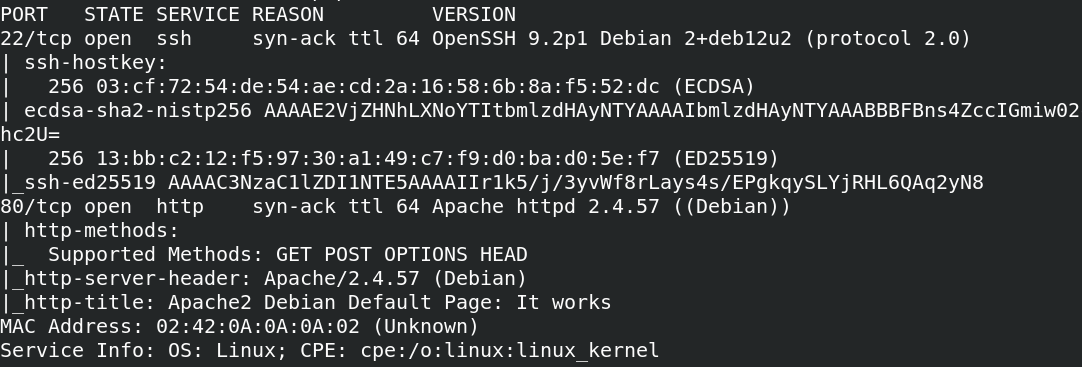 PORT   STATE SERVICE REASON         VERSION
22/tcp open  ssh     syn-ack ttl 64 OpenSSH 9.2p1 Debian 2+deb12u2 (protocol 2.0)
| ssh-hostkey:
|   256 03:cf:72:54:de:54:ae:cd:2a:16:58:6b:8a:f5:52:dc (ECDSA)
| ecdsa-sha2-nistp256 AAAAE2VjZHNhLXNoYTItbmlzdHAyNTYAAAAIbmlzdHAyNTYAAABBBFBns4ZccIGmiw02
hc2U=
|   256 13:bb:c2:12:f5:97:30:a1:49:c7:f9:d0:ba:d0:5e:f7 (ED25519)
|_ssh-ed25519 AAAAC3NzaC1lZDI1NTE5AAAAIIr1k5/j/3yvWf8rLays4s/EPgkqySLYjRHL6QAq2yN8
80/tcp open  http    syn-ack ttl 64 Apache httpd 2.4.57 ((Debian))
| http-methods:
|_  Supported Methods: GET POST OPTIONS HEAD
|_http-server-header: Apache/2.4.57 (Debian)
|_http-title: Apache2 Debian Default Page: It works
MAC Address: 02:42:0A:0A:0A:02 (Unknown)
Service Info: OS: Linux; CPE: cpe:/o:linux:linux_kernel